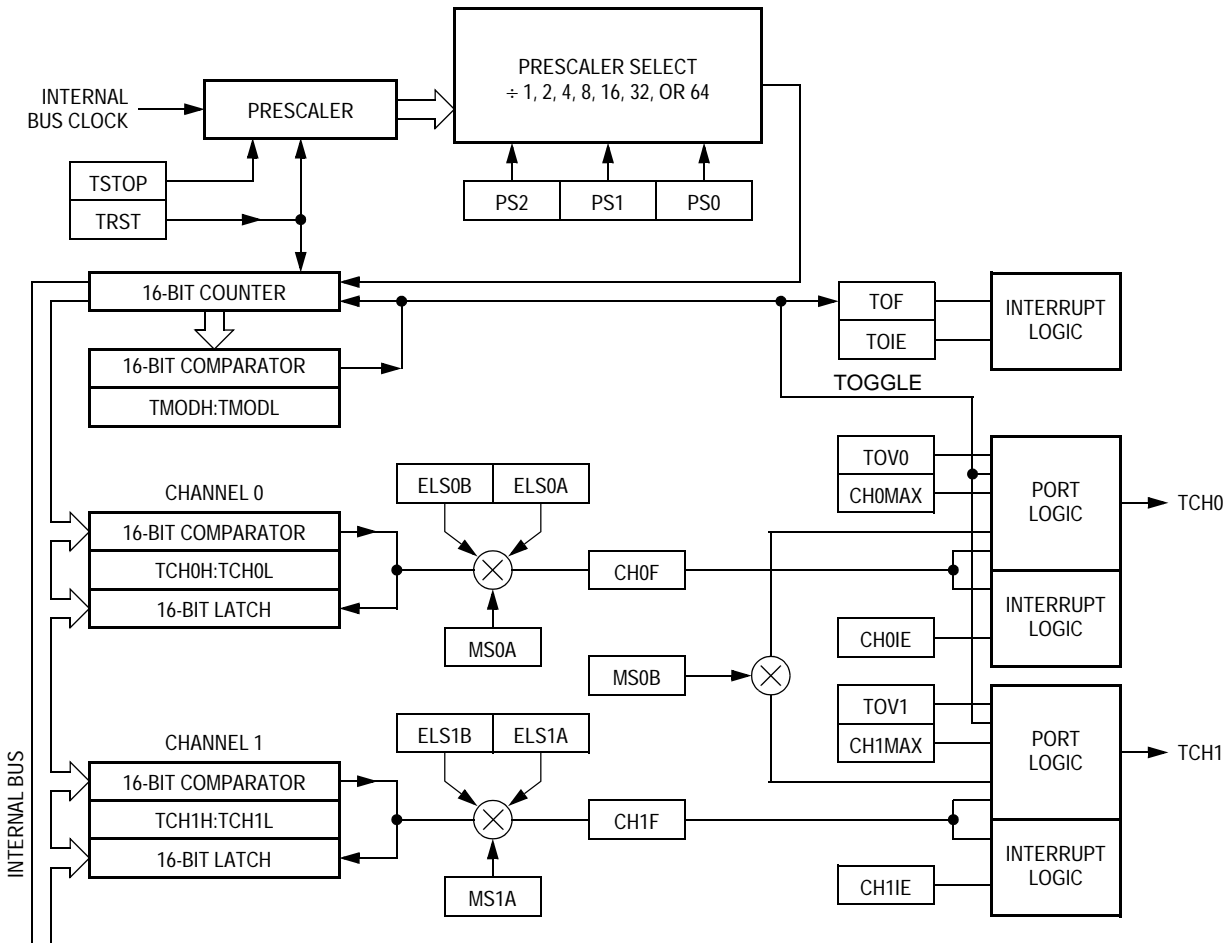 PRESCALER SELECT
÷ 1, 2, 4, 8, 16, 32, OR 64
INTERNAL
BUS CLOCK
PRESCALER
TSTOP
TRST
PS2
PS1
PS0
16-BIT COUNTER
16-BIT COMPARATOR
TMODH:TMODL
TOF
TOIE
INTERRUPT
LOGIC
TOGGLE
CHANNEL 0
16-BIT COMPARATOR
TCH0H:TCH0L
16-BIT LATCH
ELS0B
ELS0A
MS0A
CH0F
TOV0
CH0MAX
PORT
LOGIC
TCH0
INTERRUPT
LOGIC
CH0IE
MS0B
CHANNEL 1
16-BIT COMPARATOR
TCH1H:TCH1L
16-BIT LATCH
ELS1B
ELS1A
MS1A
CH1F
TOV1
CH1MAX
PORT
LOGIC
TCH1
INTERRUPT
LOGIC
CH1IE
INTERNAL BUS